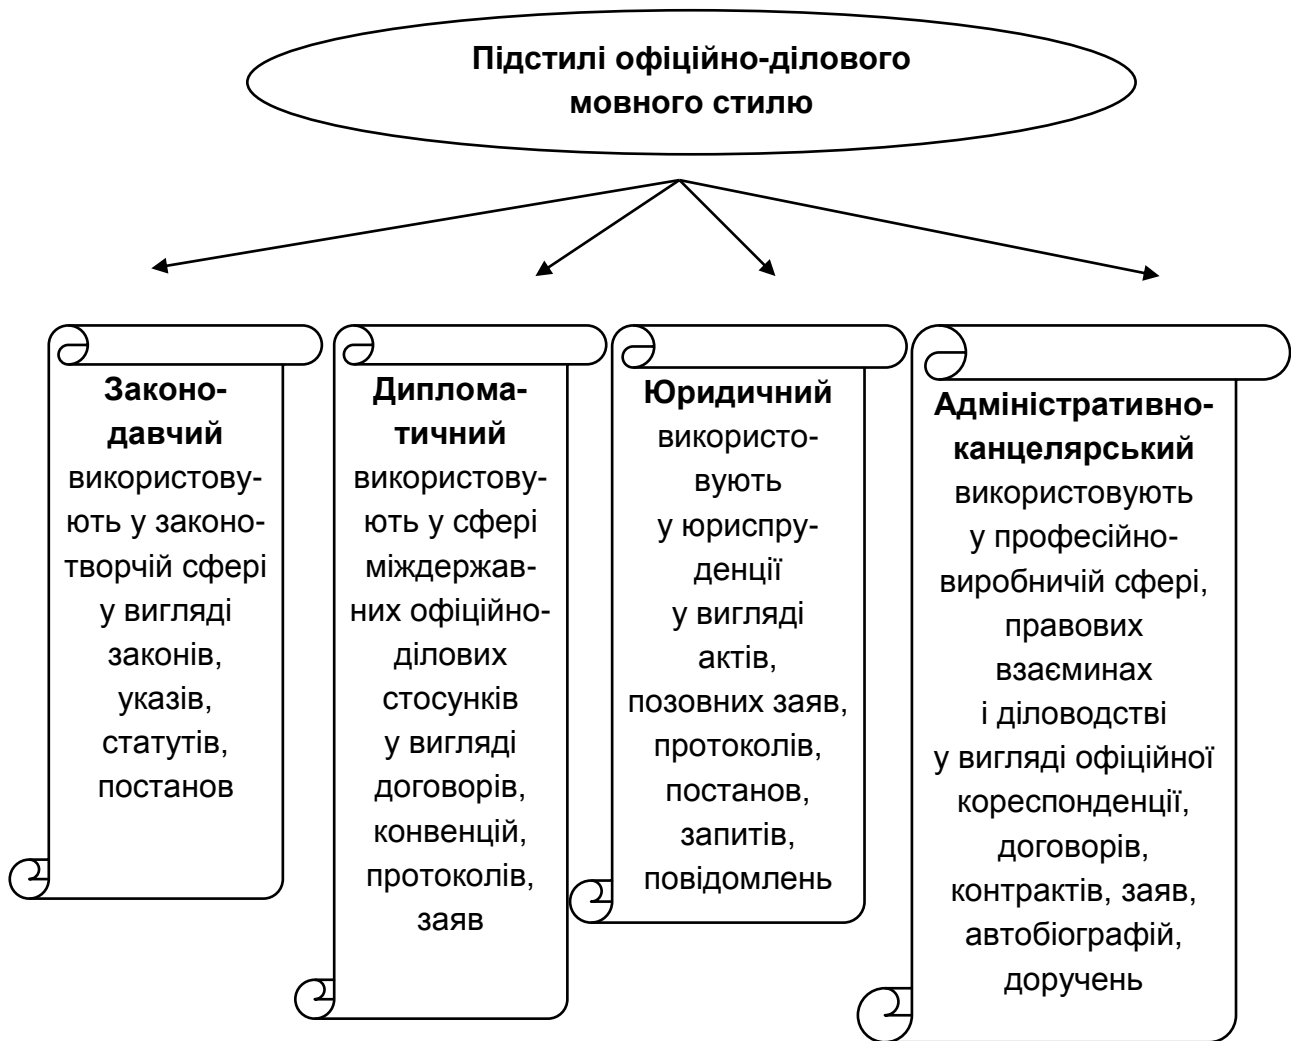 Підстилі офіційно-ділового
мовного стилю
Законо-
давчий
використову-
ють у законо-
творчій сфері
у вигляді
законів,
указів,
статутів,
постанов
Диплома-
тичний
використову-
ють у сфері
міждержав-
них офіційно-
ділових
стосунків
у вигляді
договорів,
конвенцій,
протоколів,
заяв
Юридичний
використо-
вують
у юриспру-
денції
у вигляді
актів,
позовних заяв,
протоколів,
постанов,
запитів,
повідомлень
Адміністративно-
канцелярський
використовують
у професійно-
виробничій сфері,
правових
взаєминах
і діловодстві
у вигляді офіційної
кореспонденції,
договорів,
контрактів, заяв,
автобіографій,
доручень